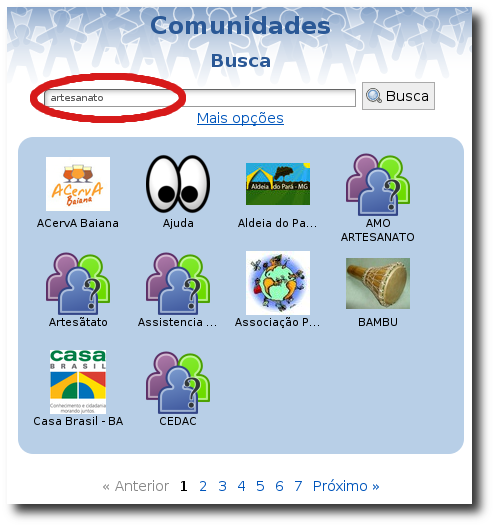 Comunidades
Busca
artesanato
Busca
Mais opções
ACervA
Baiana
Aldeia do Pará - MG
ACervA Baiana
Ajuda
Aldeia do Pa...
AMO
ARTESANATO
Artesãtato
Assistencia ...
Associação P...
BAMBU
casa
BRASIL
Conhecimento e cidadania
morando juntos.
Casa Brasil - BA
CEDAC
« Anterior 1 2 3 4 5 6 7 Próximo »